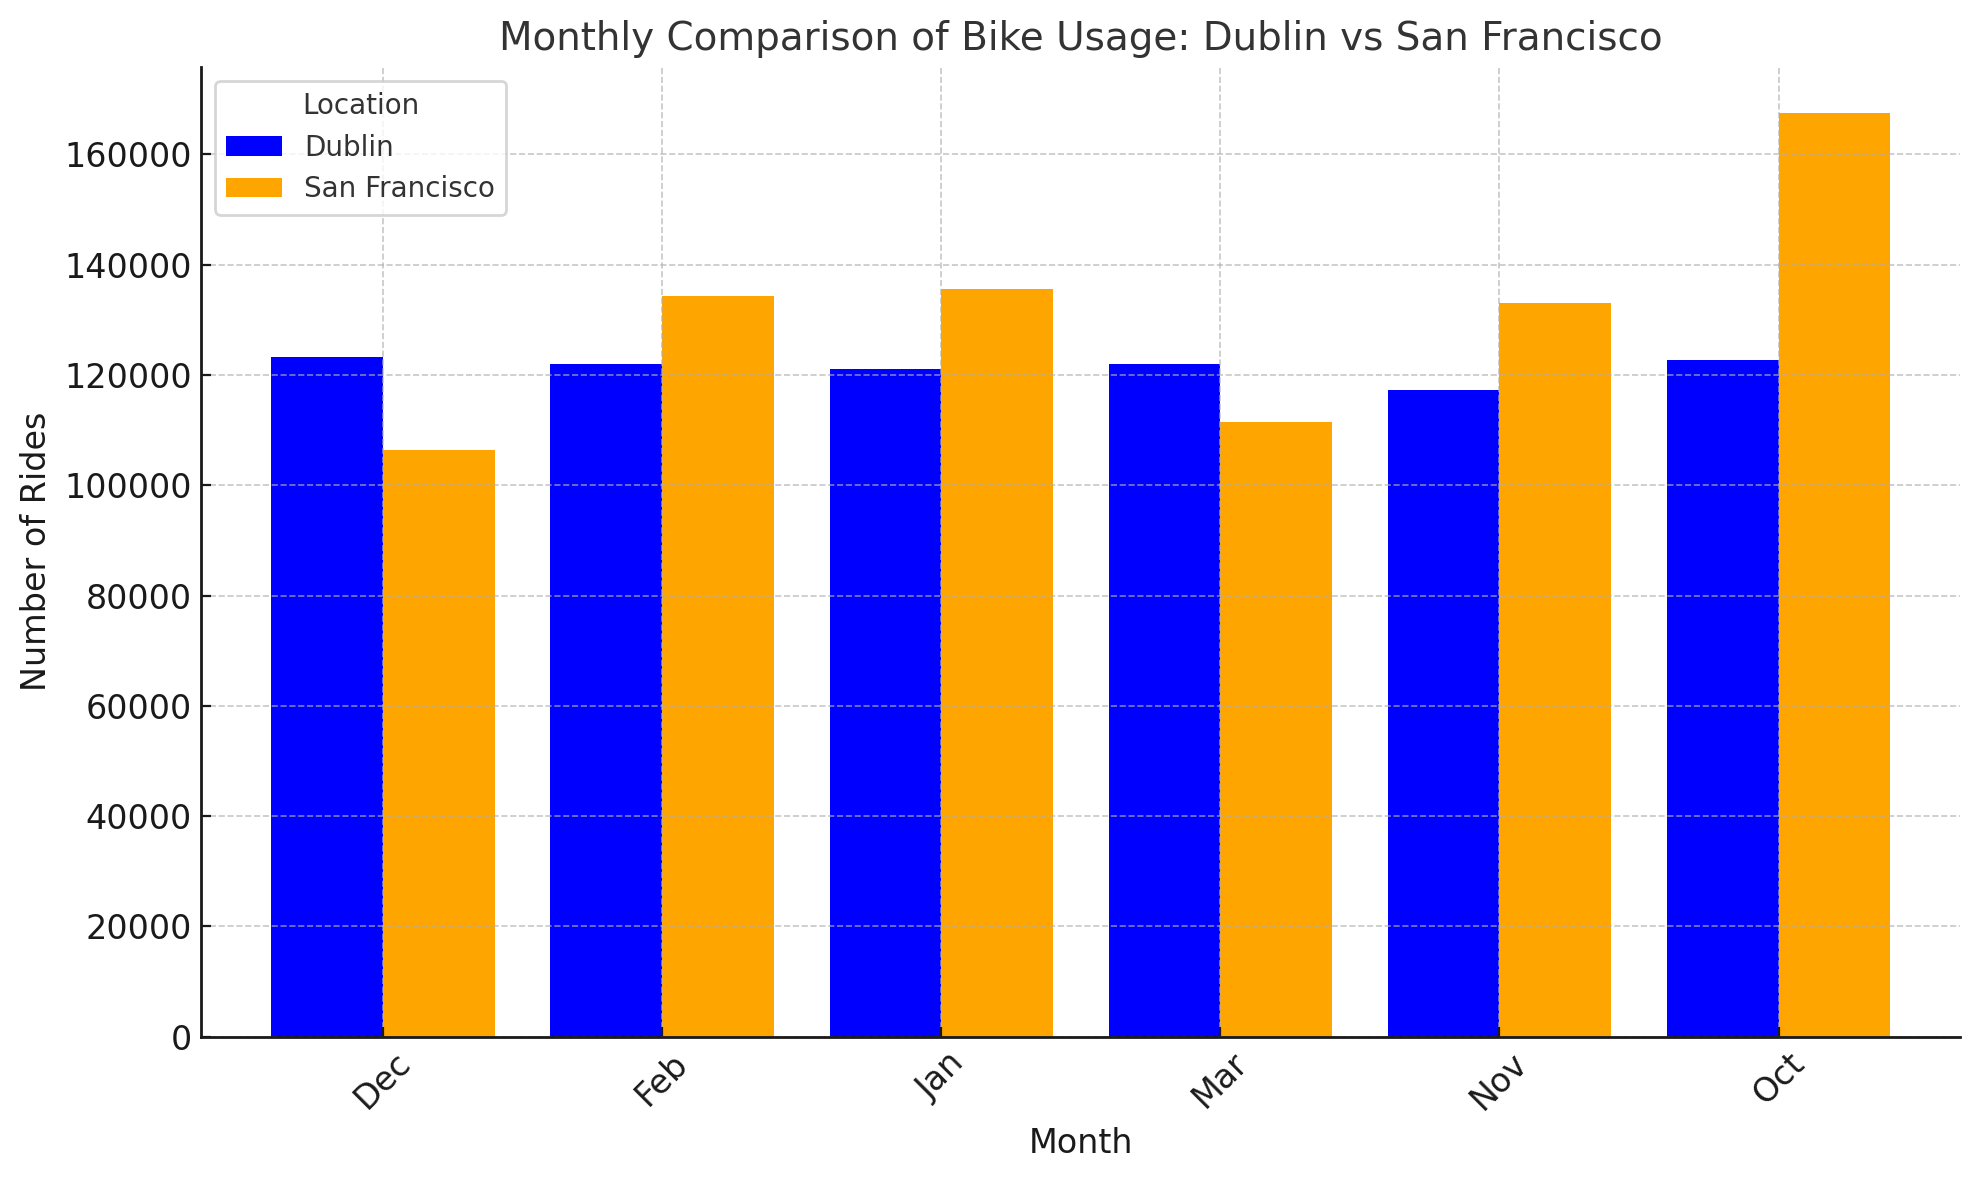 Monthly Comparison of Bike Usage: Dublin vs San Francisco
Location
Dublin
San Francisco
160000
140000
120000
100000
80000
60000
40000
20000
0
Number of Rides
Dec
Feb
Jan
Mar
Nov
Oct
Month